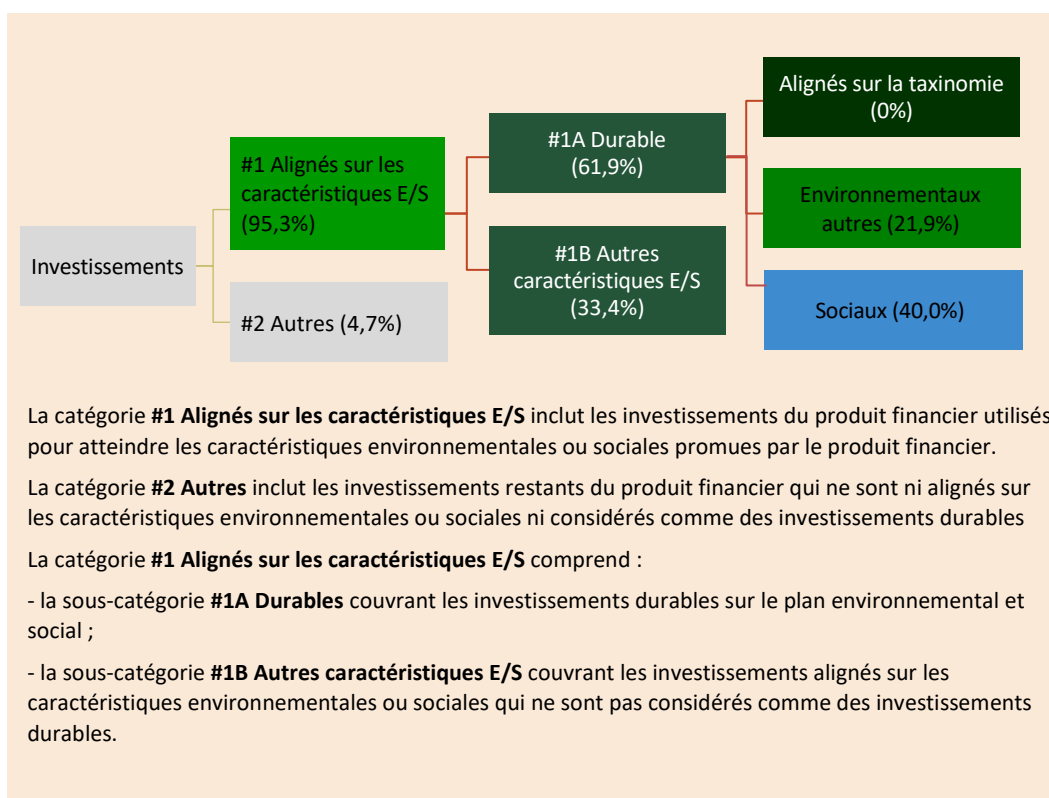 Alignés sur la taxinomie
(0%)
#1A Durable
(61,9%)
#1 Alignés sur les
caractéristiques E/S
(95,3%)
Environnementaux
autres (21,9%)
#1B Autres
caractéristiques E/S
(33,4%)
Investissements
Sociaux (40,0%)
#2 Autres (4,7%)
La catégorie #1 Alignés sur les caractéristiques E/S inclut les investissements du produit financier utilisés
pour atteindre les caractéristiques environnementales ou sociales promues par le produit financier.
La catégorie #2 Autres inclut les investissements restants du produit financier qui ne sont ni alignés sur
les caractéristiques environnementales ou sociales ni considérés comme des investissements durables
La catégorie #1 Alignés sur les caractéristiques E/S comprend :
- la sous-catégorie #1A Durables couvrant les investissements durables sur le plan environnemental et
social ;
- la sous-catégorie #1B Autres caractéristiques E/S couvrant les investissements alignés sur les
caractéristiques environnementales ou sociales qui ne sont pas considérés comme des investissements
durables.